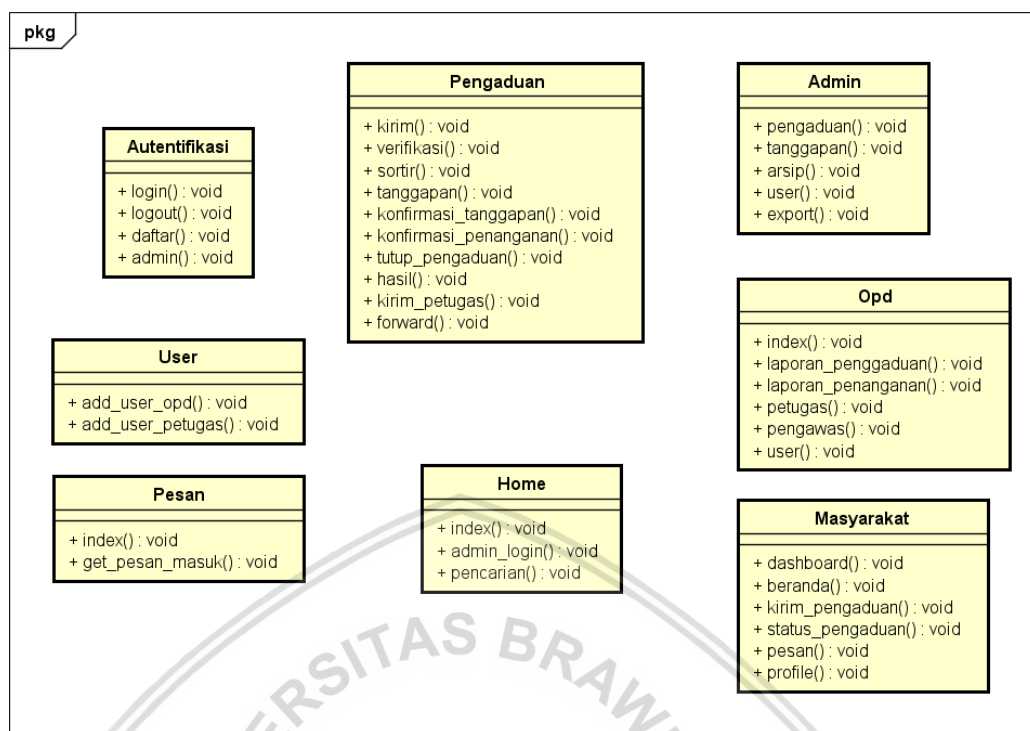 pkg
Autentifikasi
+ login() : void
+ logout() : void
+ daftar() : void
+ admin() : void
Pengaduan
+ kirim() : void
+ verifikasi() : void
+ sortir() : void
+ tanggapan() : void
+ konfirmasi_tanggapan() : void
+ konfirmasi_penanganan() : void
+ tutup_pengaduan() : void
+ hasil() : void
+ kirim_petugas() : void
+ forward() : void
Admin
+ pengaduan() : void
+ tanggapan() : void
+ arsip() : void
+ user() : void
+ export() : void
User
+ add_user_opd() : void
+ add_user_petugas() : void
Opd
+ index() : void
+ laporan_penggaduan() : void
+ laporan_penanganan() : void
+ petugas() : void
+ pengawas() : void
+ user() : void
Pesan
+ index() : void
+ get_pesan_masuk() : void
Home
+ index() : void
+ admin_login() : void
+ pencarian() : void
Masyarakat
+ dashboard() : void
+ beranda() : void
+ kirim_pengaduan() : void
+ status_pengaduan() : void
+ pesan() : void
+ profile() : void
ERSITAS BRAW